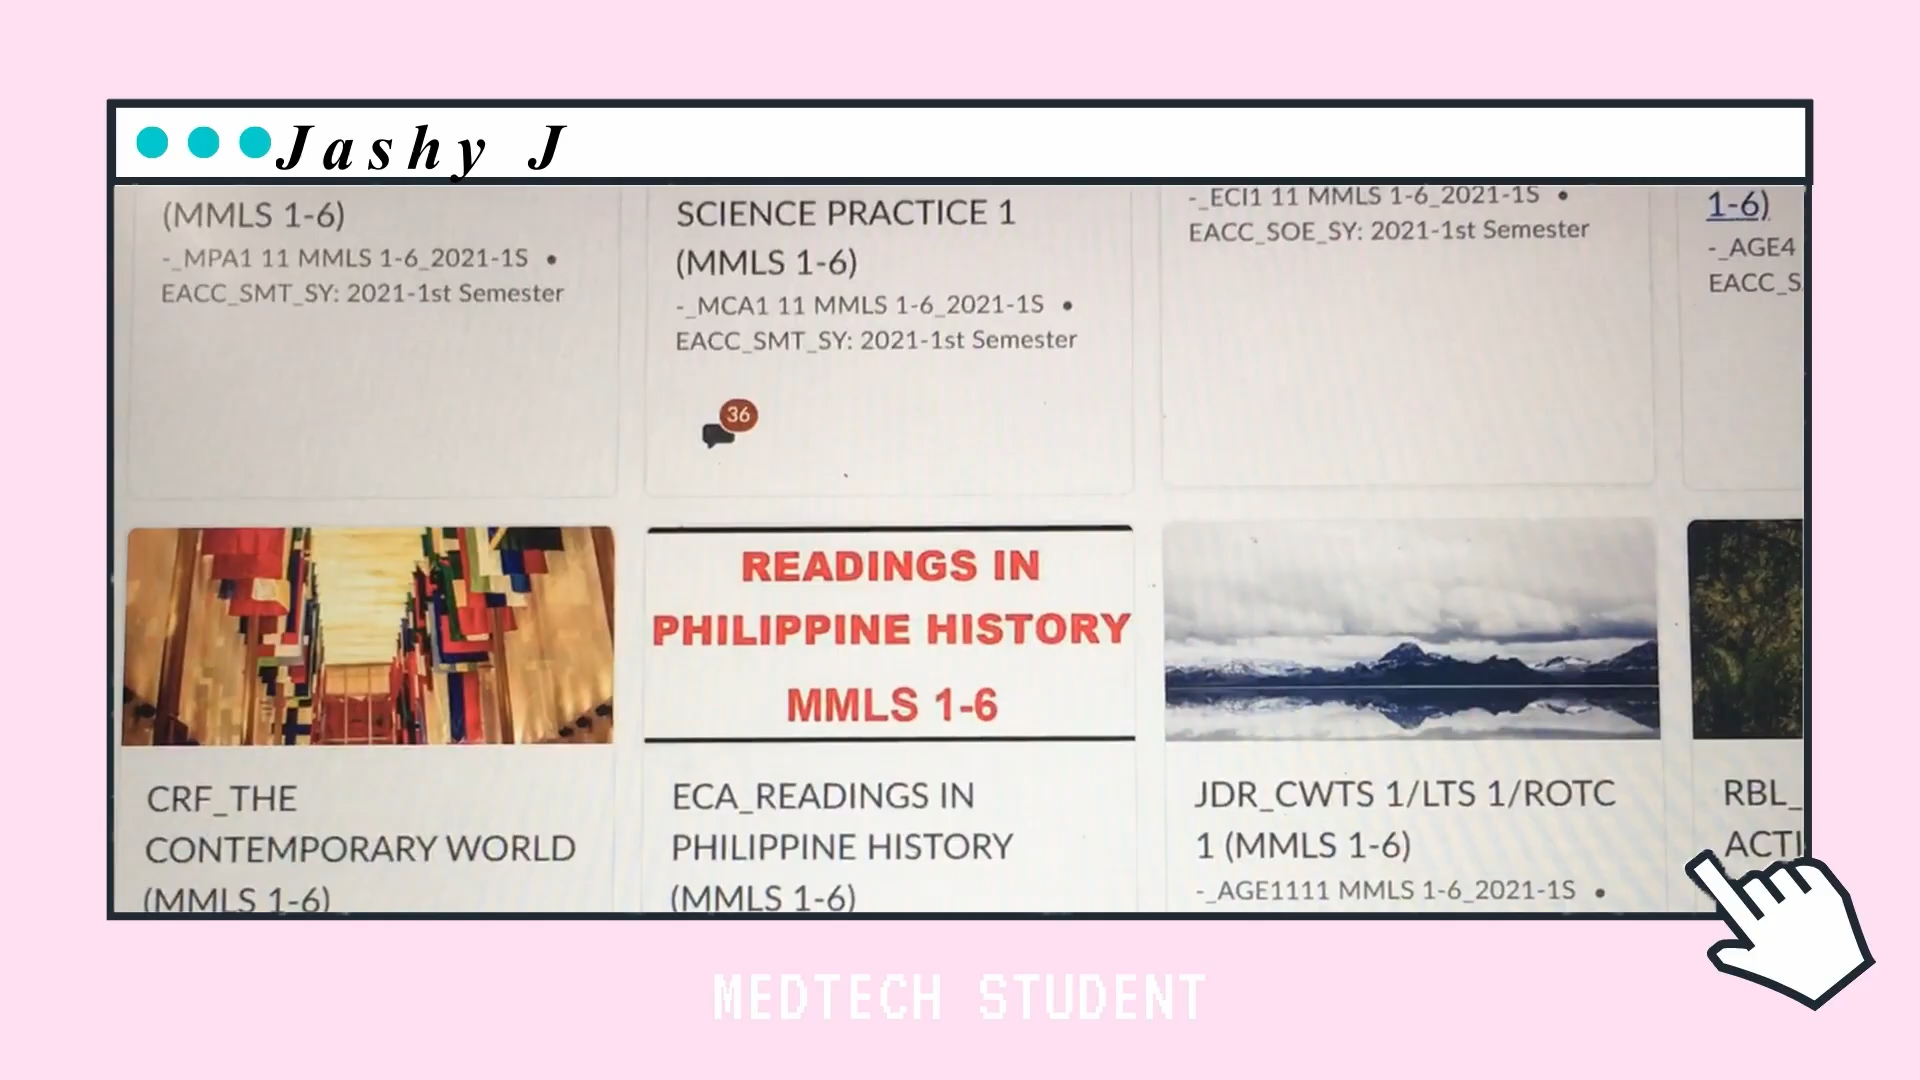 Jashy J
(MMLS 1-6)
-_MPA1 11 MMLS 1-6_2021-1S •
EACC_SMT_SY: 2021-1st Semester
SCIENCE PRACTICE 1
(MMLS 1-6)
-_MCA1 11 MMLS 1-6_2021-1S •
EACC_SMT_SY: 2021-1st Semester
36
-_ECI1 11 MMLS 1-6_2021-1S •
EACC_SOE_SY: 2021-1st Semester
1-6)
-_AGE4
EACC_S
READINGS IN
PHILIPPINE HISTORY
MMLS 1-6
CRF_THE
CONTEMPORARY WORLD
(MMLS 1-6)
ECA_READINGS IN
PHILIPPINE HISTORY
(MMLS 1-6)
JDR_CWTS 1/LTS 1/ROTC
1 (MMLS 1-6)
-_AGE1111 MMLS 1-6_2021-1S •
RBL_
ACTI
MEDTECH STUDENT